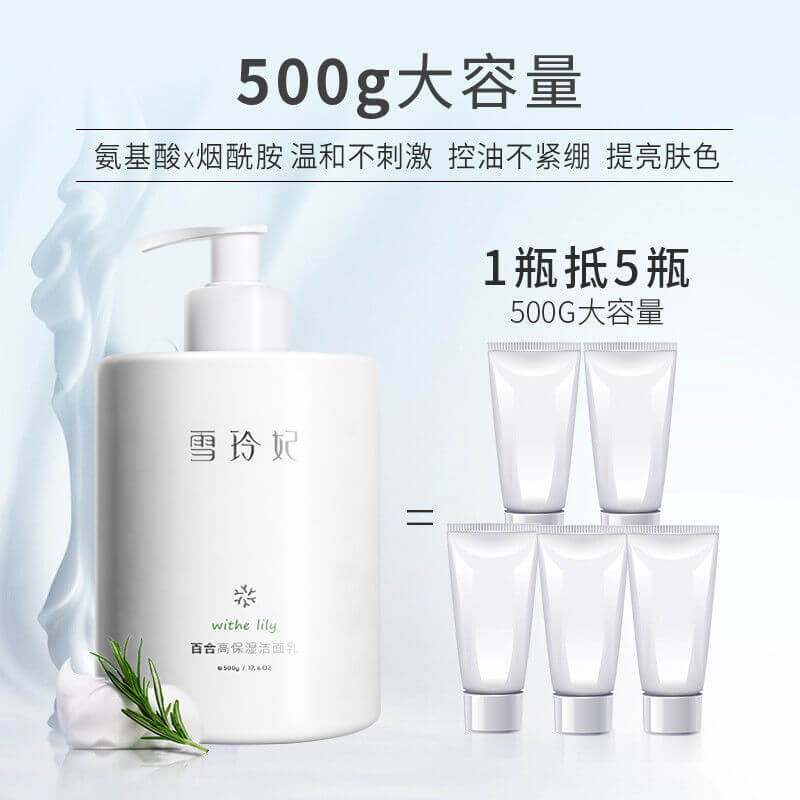 500g大容量
氨基酸x烟酰胺 温和不刺激 控油不紧绷 提亮肤色
1瓶抵5瓶
500G大容量
雪玲妃
=
withe lily
百合高保湿洁面乳
℮500g / 17.6 OZ